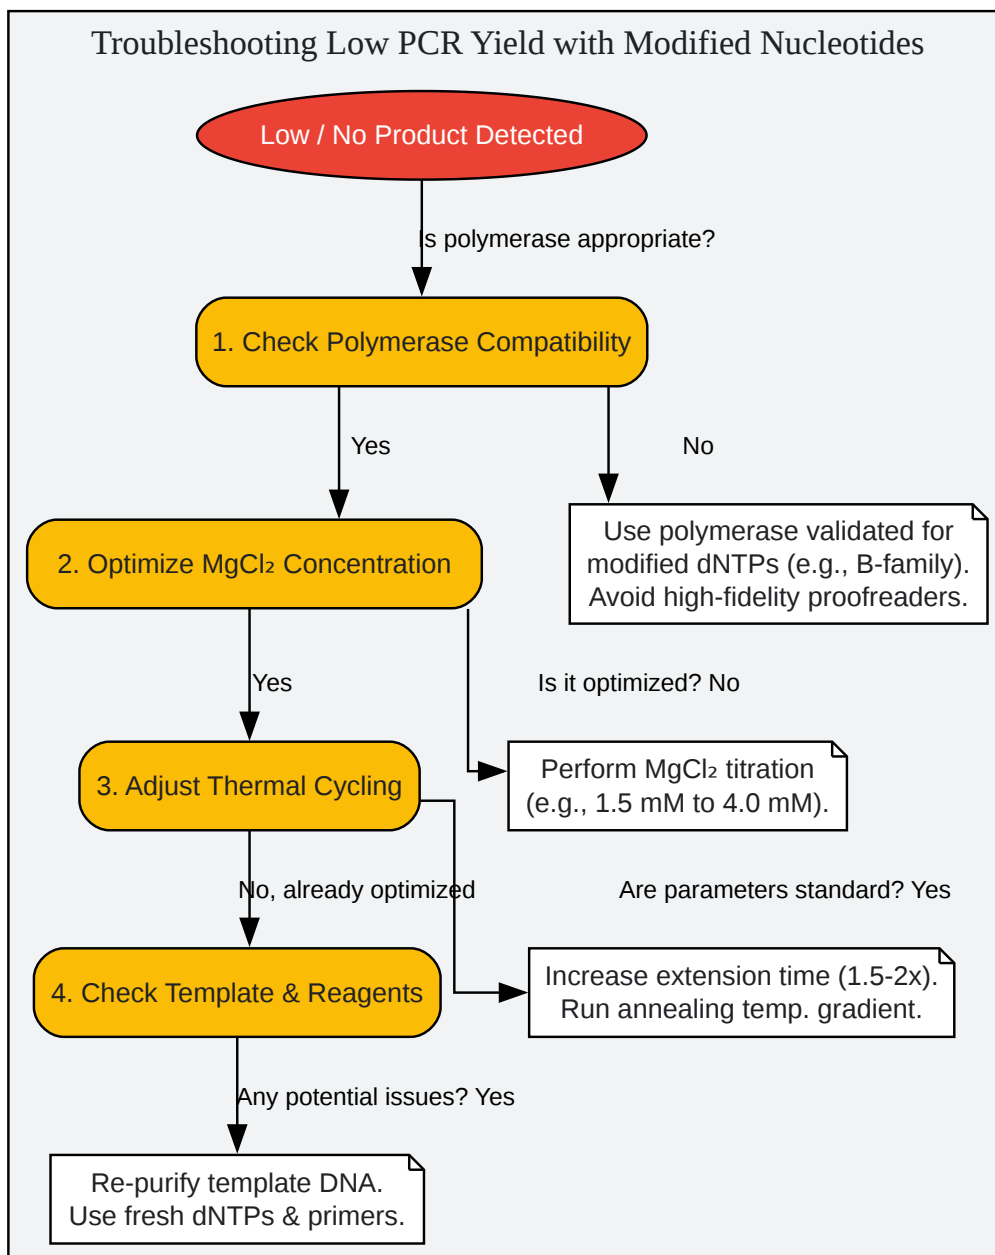 Troubleshooting Low PCR Yield with Modified Nucleotides
Low / No Product Detected
Is polymerase appropriate?
1. Check Polymerase Compatibility
Yes
No
Use polymerase validated for
modified dNTPs (e.g., B-family).
Avoid high-fidelity proofreaders.
2. Optimize MgCl₂ Concentration
Yes
Is it optimized? No
Perform MgCl₂ titration
(e.g., 1.5 mM to 4.0 mM).
3. Adjust Thermal Cycling
No, already optimized
Are parameters standard? Yes
Increase extension time (1.5-2x).
Run annealing temp. gradient.
4. Check Template & Reagents
Any potential issues? Yes
Re-purify template DNA.
Use fresh dNTPs & primers.